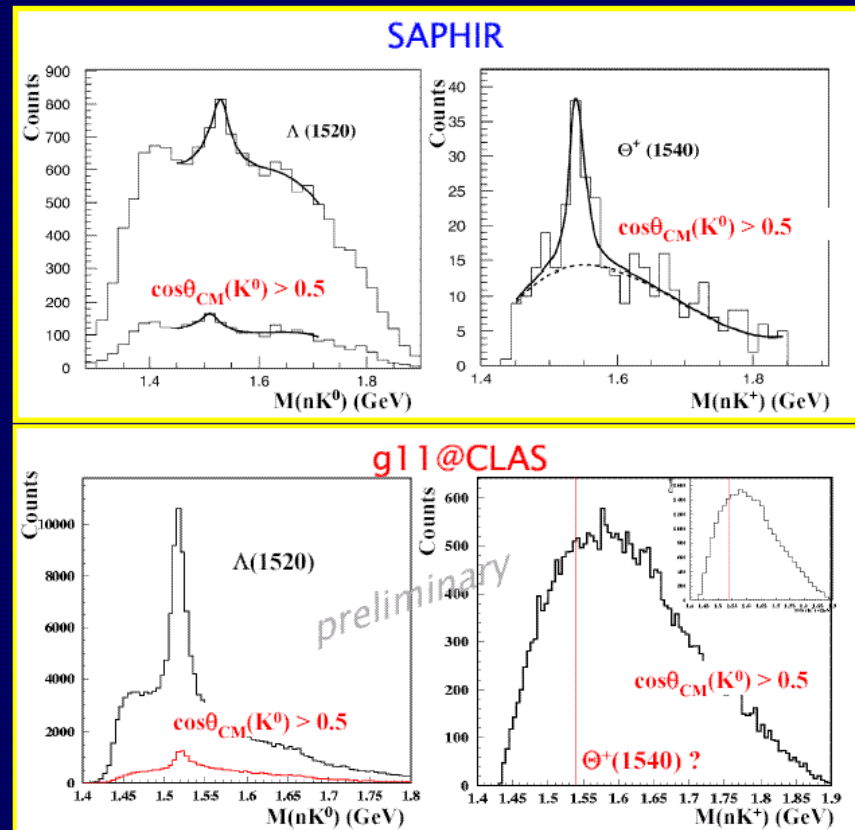 SAPHIR
Counts
900
800
700
600
500
400
300
200
100
0
Λ (1520)
cosθCM(K⁰) > 0.5
1.4 1.6 1.8
M(nK⁰) (GeV)
Counts
40
35
30
25
20
15
10
5
0
Θ⁺ (1540)
cosθCM(K⁰) > 0.5
1.4 1.6 1.8
M(nK⁺) (GeV)
g11@CLAS
Counts
10000
8000
6000
4000
2000
0
Λ(1520)
preliminary
cosθCM(K⁰) > 0.5
1.4 1.45 1.5 1.55 1.6 1.65 1.7 1.75 1.8
M(nK⁰) (GeV)
Counts
600
500
400
300
200
100
0
cosθCM(K⁰) > 0.5
Θ⁺(1540) ?
1.4 1.45 1.5 1.55 1.6 1.65 1.7 1.75 1.8 1.85 1.9
M(nK⁺) (GeV)